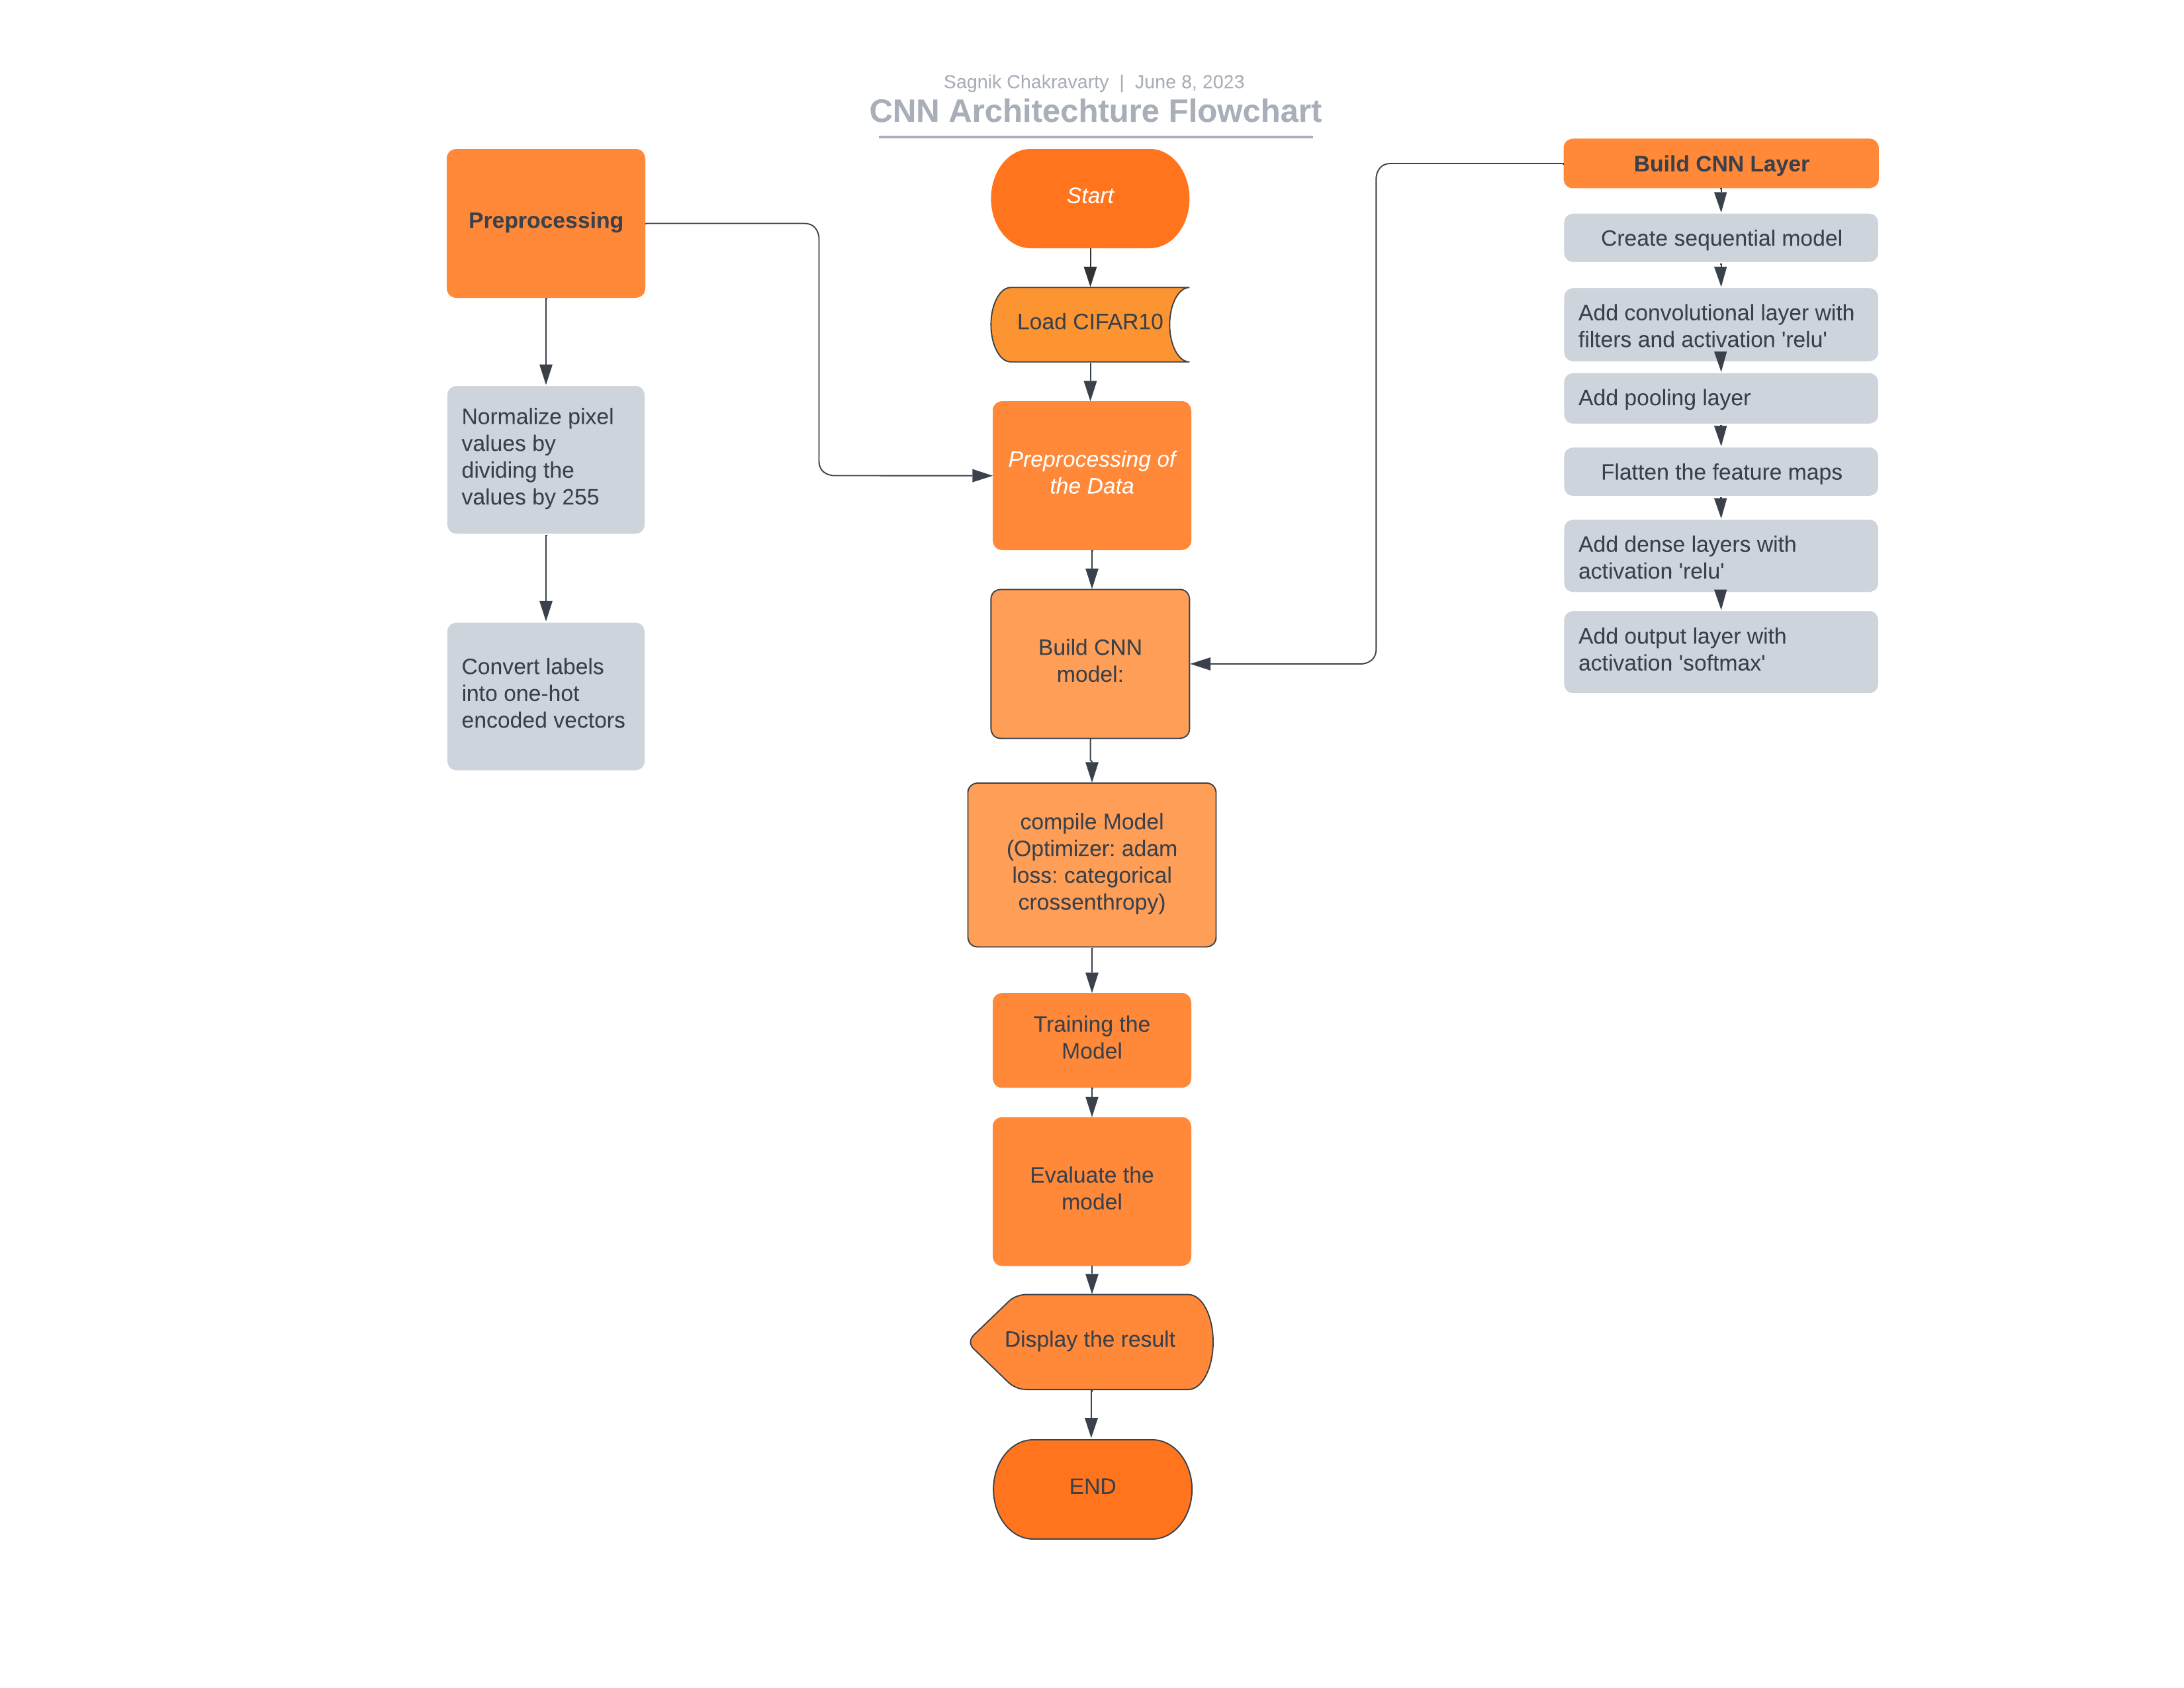 Sagnik Chakravarty | June 8, 2023
CNN Architechture Flowchart
Preprocessing
Normalize pixel
values by
dividing the
values by 255
Convert labels
into one-hot
encoded vectors
Start
Load CIFAR10
Preprocessing of
the Data
Build CNN
model:
compile Model
(Optimizer: adam
loss: categorical
crossenthropy)
Training the
Model
Evaluate the
model
Display the result
END
Build CNN Layer
Create sequential model
Add convolutional layer with
filters and activation 'relu'
Add pooling layer
Flatten the feature maps
Add dense layers with
activation 'relu'
Add output layer with
activation 'softmax'